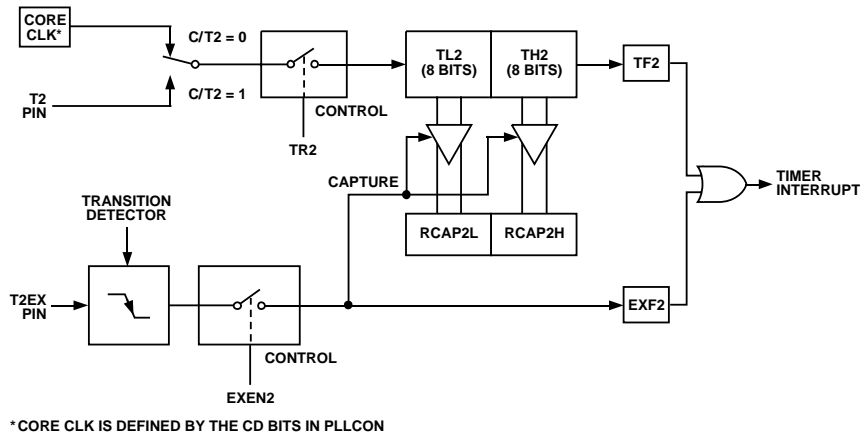 CORE
CLK*
C/T2 = 0
T2
PIN
C/T2 = 1
CONTROL
TR2
TL2
(8 BITS)
TH2
(8 BITS)
TF2
CAPTURE
TIMER
INTERRUPT
TRANSITION
DETECTOR
RCAP2L
RCAP2H
T2EX
PIN
EXF2
CONTROL
EXEN2
*CORE CLK IS DEFINED BY THE CD BITS IN PLLCON